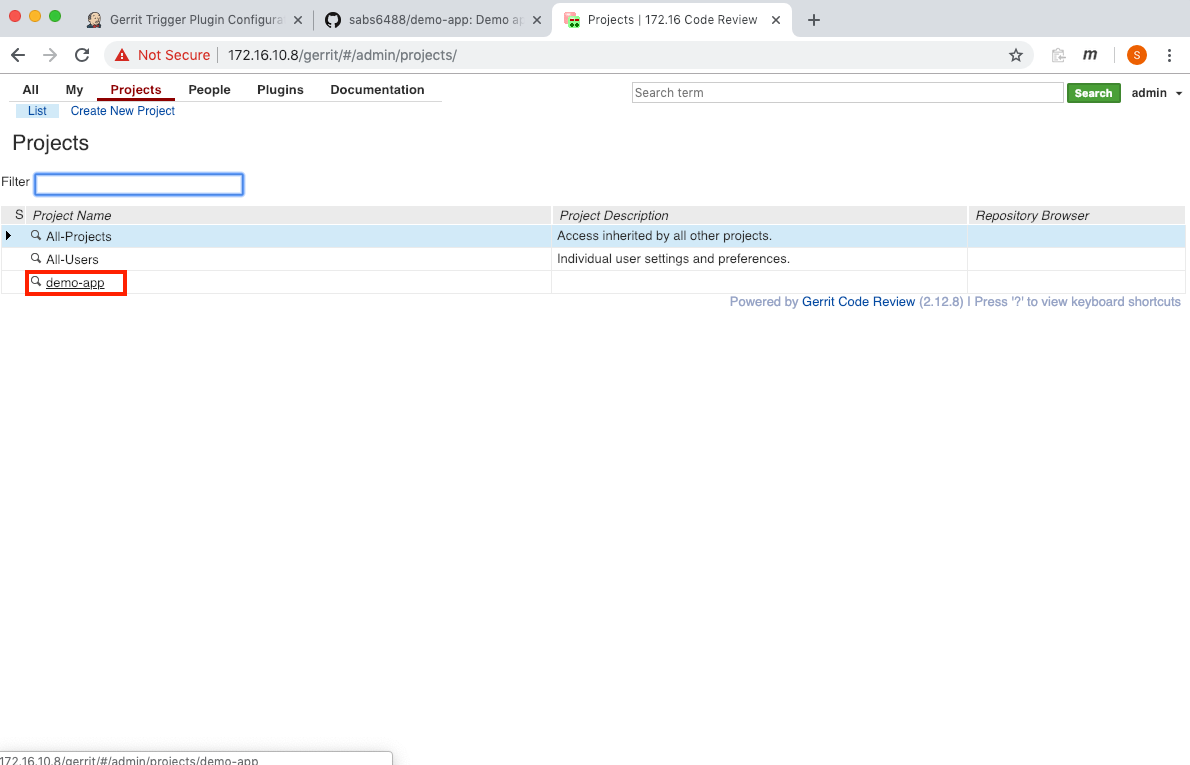 Gerrit Trigger Plugin Configura
sabs6488/demo-app: Demo ap
Projects | 172.16 Code Review
Not Secure
172.16.10.8/gerrit/#/admin/projects/
m
S
All My Projects People Plugins Documentation
Search term
Search
admin
List Create New Project
Projects
Filter
S Project Name Project Description Repository Browser
All-Projects Access inherited by all other projects.
All-Users Individual user settings and preferences.
demo-app
Powered by Gerrit Code Review (2.12.8) | Press '?' to view keyboard shortcuts
172.16.10.8/gerrit/#/admin/projects/demo-app